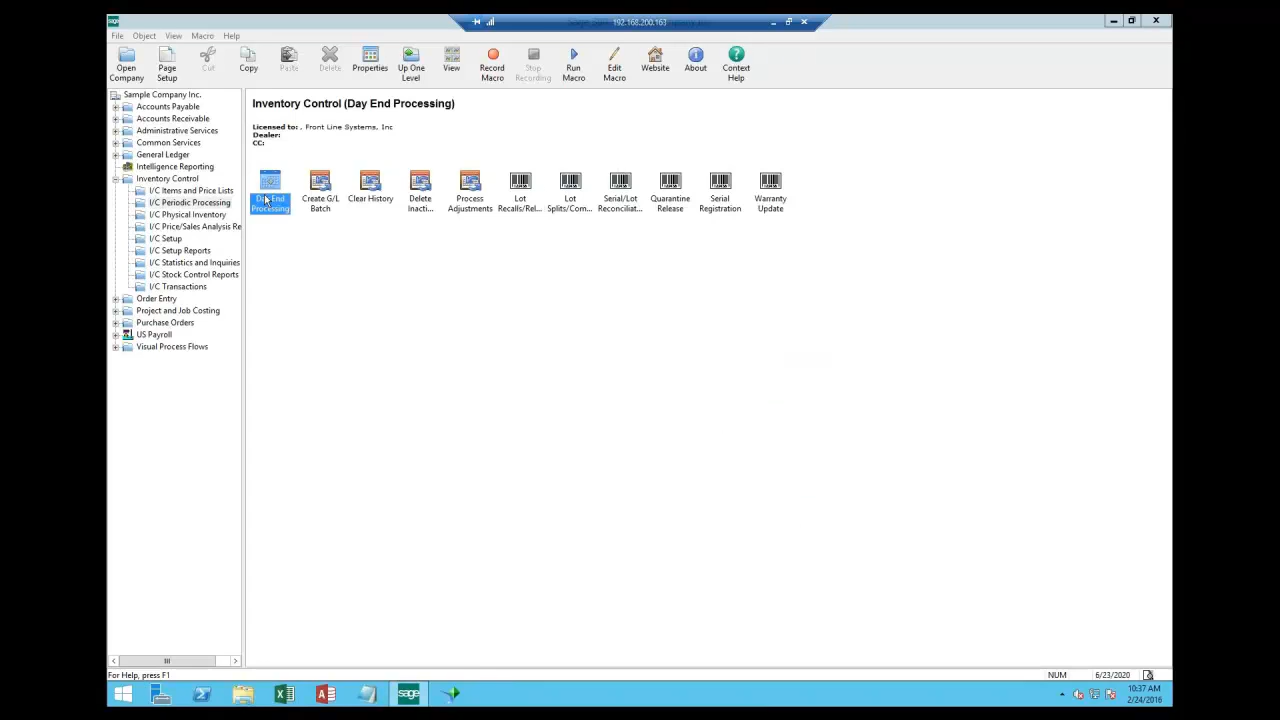 sage
192.168.200.163
File Object View Macro Help
Open Company
Page Setup
Cut
Copy
Paste
Delete
Properties
Up One Level
View
Record Macro
Stop Recording
Run Macro
Edit Macro
Website
About
Context Help
Sample Company Inc.
Accounts Payable
Accounts Receivable
Administrative Services
Common Services
General Ledger
Intelligence Reporting
Inventory Control
I/C Items and Price Lists
I/C Periodic Processing
I/C Physical Inventory
I/C Price/Sales Analysis Re
I/C Setup
I/C Setup Reports
I/C Statistics and Inquiries
I/C Stock Control Reports
I/C Transactions
Order Entry
Project and Job Costing
Purchase Orders
US Payroll
Visual Process Flows
Inventory Control (Day End Processing)
Licensed to: , Front Line Systems, Inc
Dealer:
CC:
Day End Processing
Create G/L Batch
Clear History
Delete Inacti...
Process Adjustments
Lot Recalls/Rel...
Lot Splits/Com...
Serial/Lot Reconciliat...
Quarantine Release
Serial Registration
Warranty Update
For Help, press F1
NUM
6/23/2020
sage
10:37 AM
2/24/2016